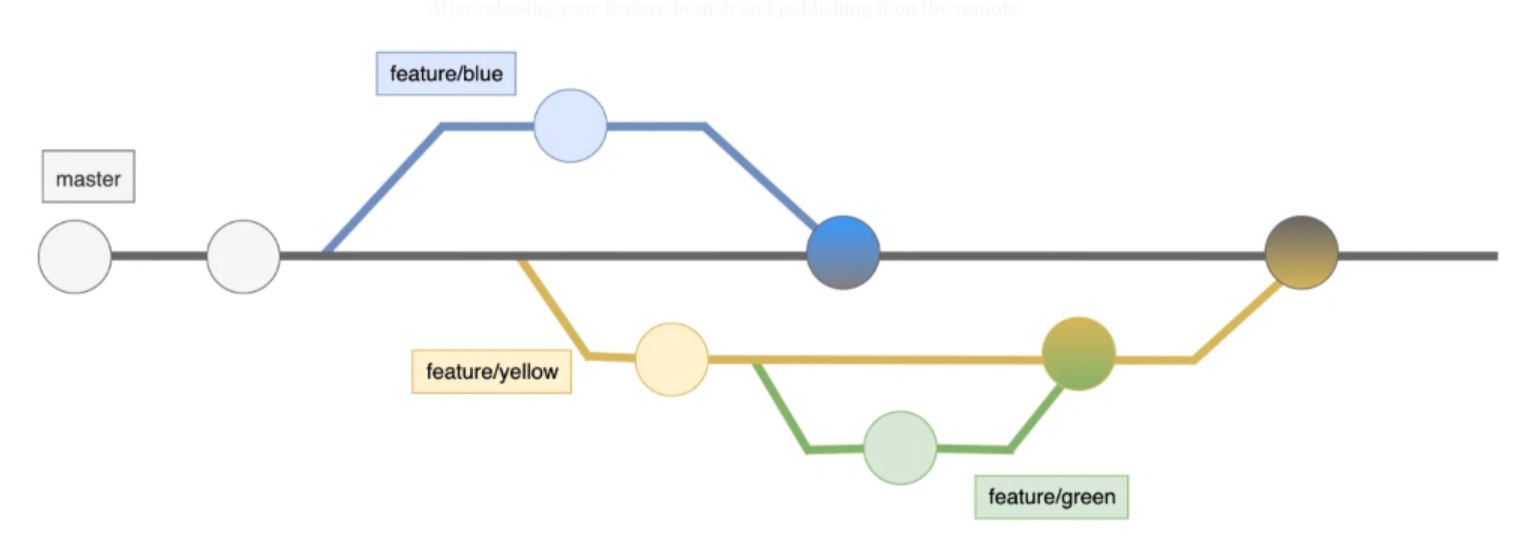 After rebasing your feature branch and publishing it on the remote
feature/blue
master
feature/yellow
feature/green